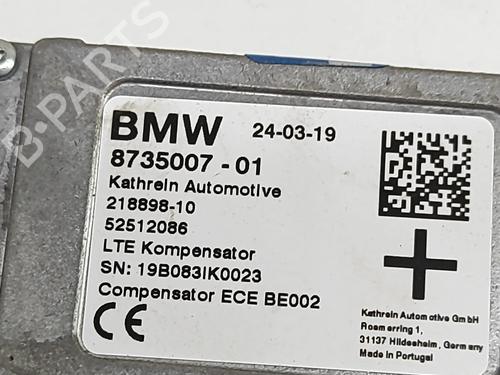 B-PARTS
BMW 24-03-19
8735007-01
Kathrein Automotive
218898-10
52512086
LTE Kompensator
SN: 19B083IK0023
Compensator ECE BE002
CE
Kathrein Automotive GmbH
Roemerring 1,
31137 Hildesheim, Germany
Made in Portugal